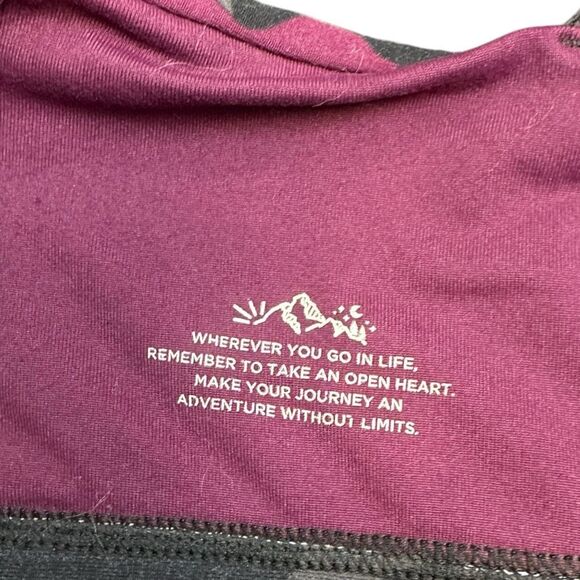 WHEREVER YOU GO IN LIFE,
REMEMBER TO TAKE AN OPEN HEART.
MAKE YOUR JOURNEY AN
ADVENTURE WITHOUT LIMITS.